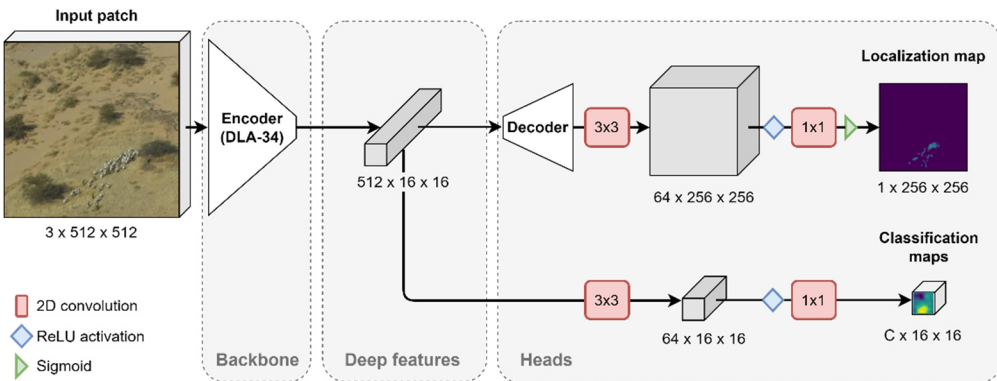 Input patch
3 x 512 x 512
2D convolution
ReLU activation
Sigmoid
Encoder
(DLA-34)
Backbone
512 x 16 x 16
Deep features
Decoder
3x3
64 x 256 x 256
1x1
Localization map
1 x 256 x 256
3x3
64 x 16 x 16
1x1
Classification
maps
C x 16 x 16
Heads